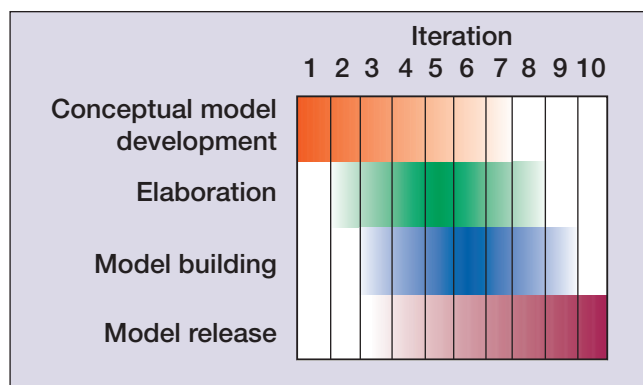 Iteration
1 2 3 4 5 6 7 8 9 10
Conceptual model
development
Elaboration
Model building
Model release